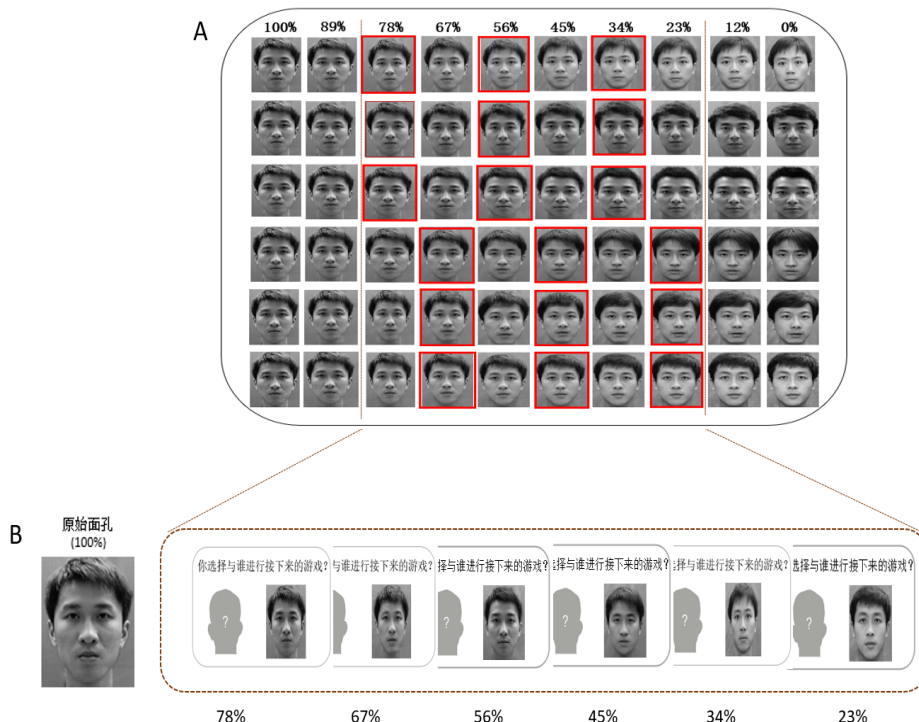 A
100% 89% 78% 67% 56% 45% 34% 23% 12% 0%
B
原始面孔
(100%)
你选择与谁进行接下来的游戏?
与谁进行接下来的游戏?
择与谁进行接下来的游戏?
选择与谁进行接下来的游戏?
择与谁进行接下来的游戏?
选择与谁进行接下来的游戏?
? ? ? ? ? ?
78% 67% 56% 45% 34% 23%